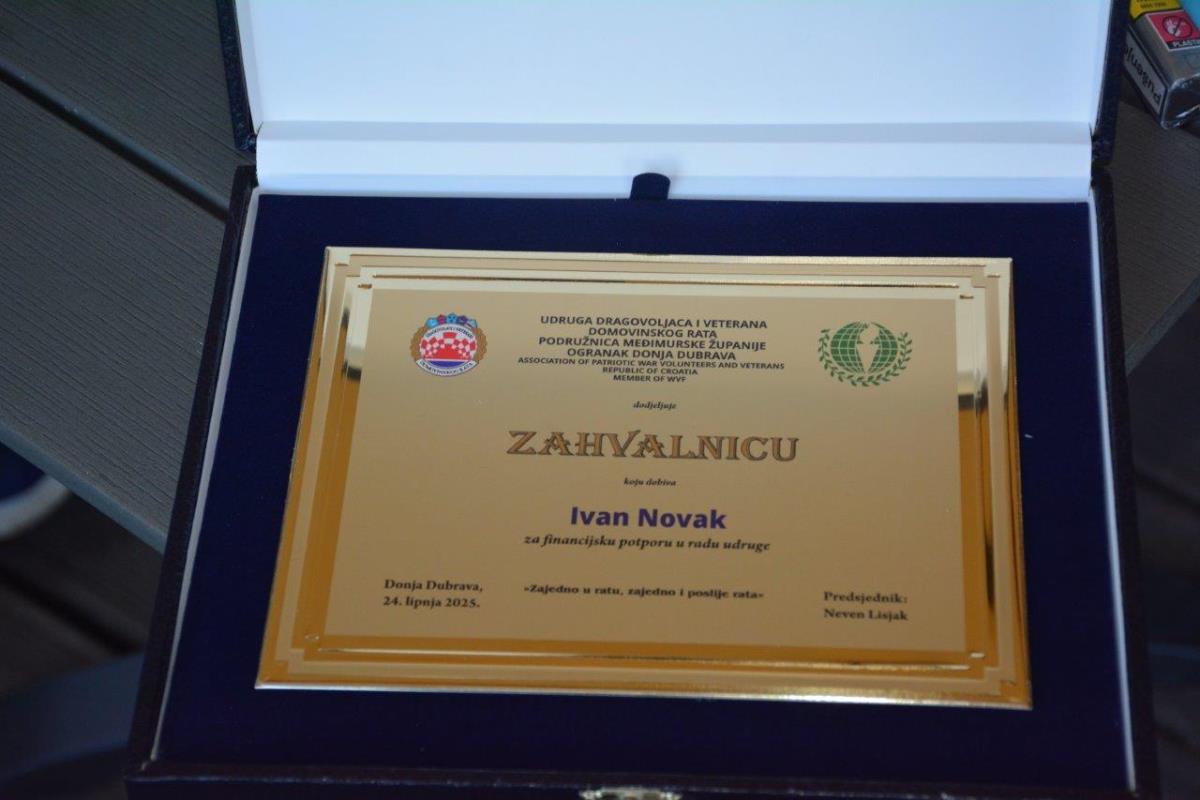 UDRUGA DRAGOVOLJACA I VETERANA
DOMOVINSKOG RATA
PODRUŽNICA MEĐIMURSKE ŽUPANIJE
OGRANAK DONJA DUBRAVA
ASSOCIATION OF PATRIOTIC WAR VOLUNTEERS AND VETERANS
REPUBLIC OF CROATIA
MEMBER OF WVF
dodjeljuje
ZAHVALNICU
koju dobiva
Ivan Novak
za financijsku potporu u radu udruge
Donja Dubrava,
24. lipnja 2025.
»Zajedno u ratu, zajedno i poslije rata«
Predsjednik:
Neven Lisjak
DOMOVINSKOG RATA